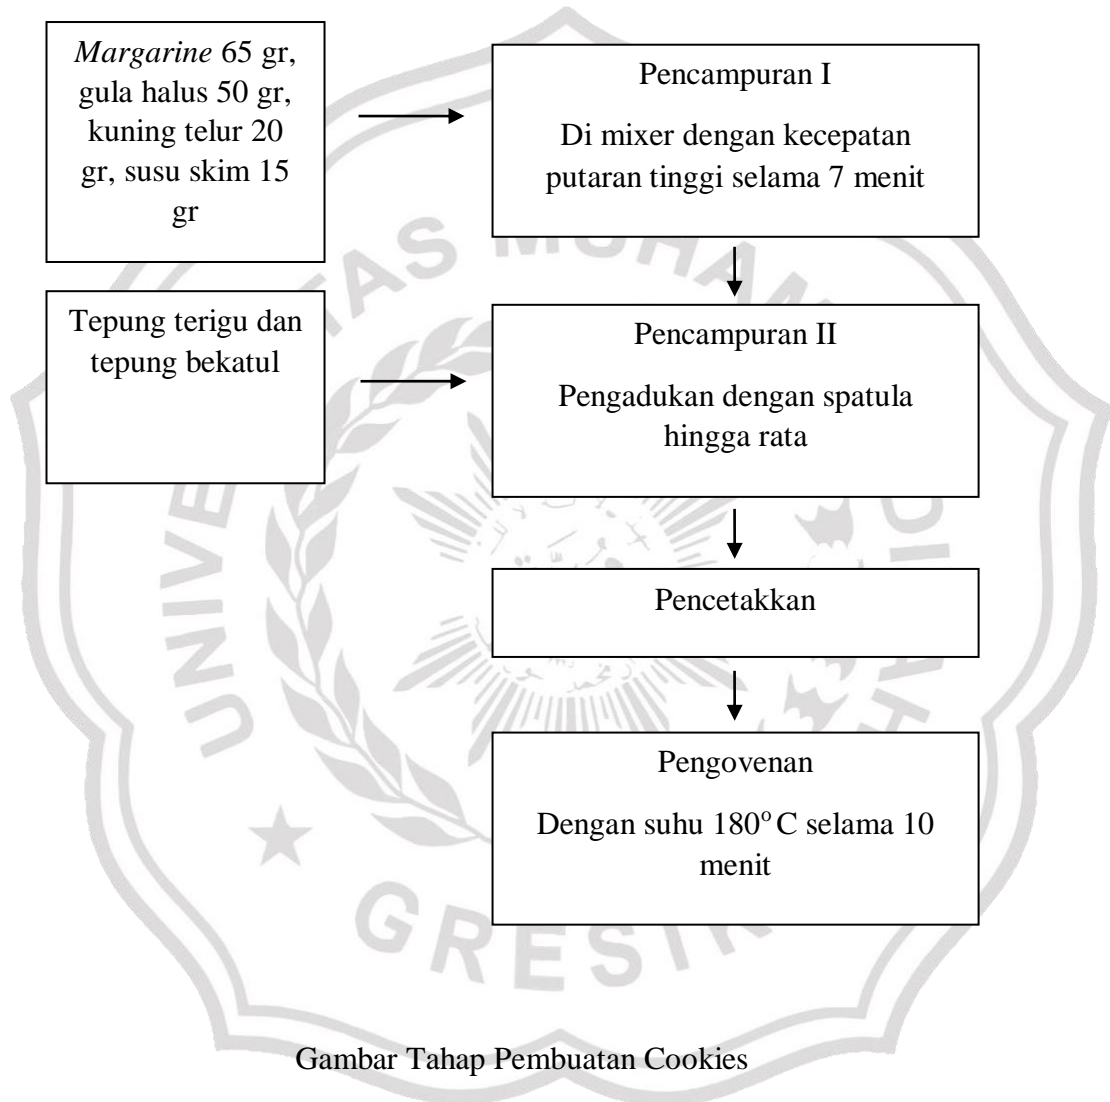 Margarine 65 gr,
gula halus 50 gr,
kuning telur 20
gr, susu skim 15
gr
Pencampuran I
Di mixer dengan kecepatan
putaran tinggi selama 7 menit
Tepung terigu dan
tepung bekatul
Pencampuran II
Pengadukan dengan spatula
hingga rata
Pencetakkan
Pengovenan
Dengan suhu 180° C selama 10
menit
GRESIK
Gambar Tahap Pembuatan Cookies